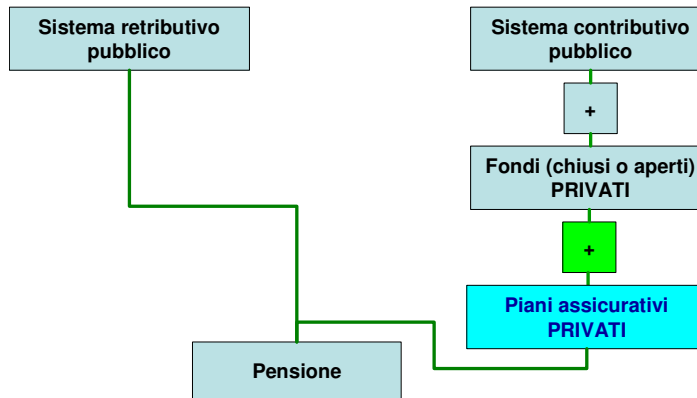 Sistema retributivo
pubblico
Sistema contributivo
pubblico
+
Fondi (chiusi o aperti)
PRIVATI
+
Piani assicurativi
PRIVATI
Pensione